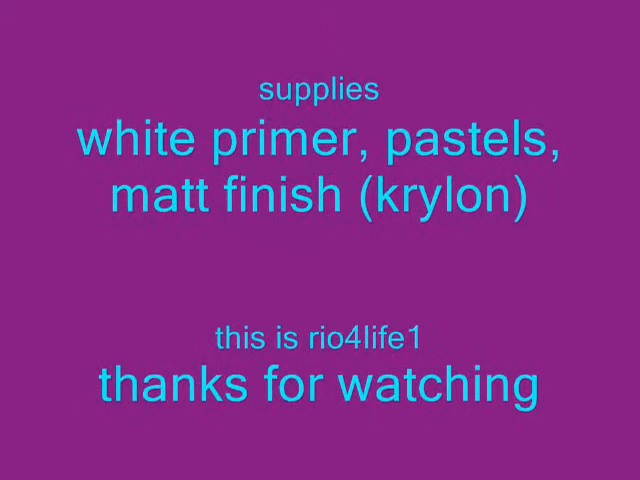 supplies
white primer, pastels,
matt finish (krylon)
this is rio4life1
thanks for watching